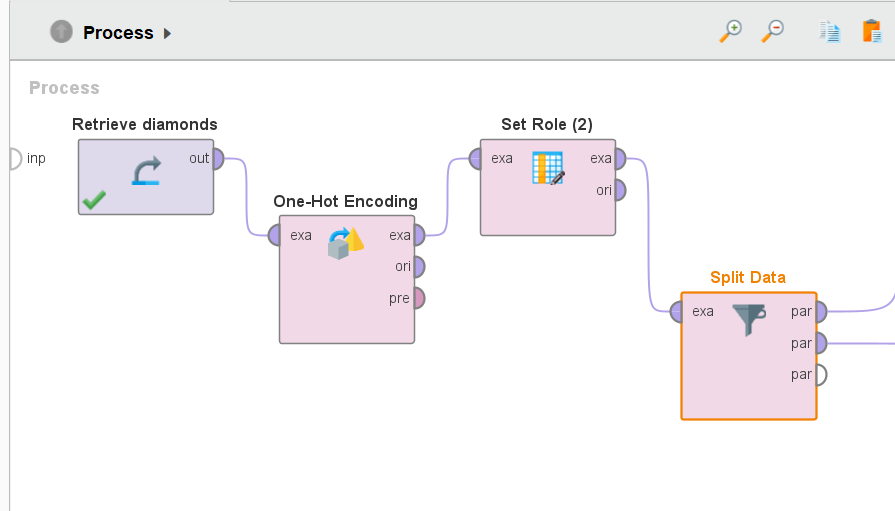 Process
Process
Retrieve diamonds
inp
out
One-Hot Encoding
exa
exa
ori
pre
Set Role (2)
exa
exa
ori
Split Data
exa
par
par
par